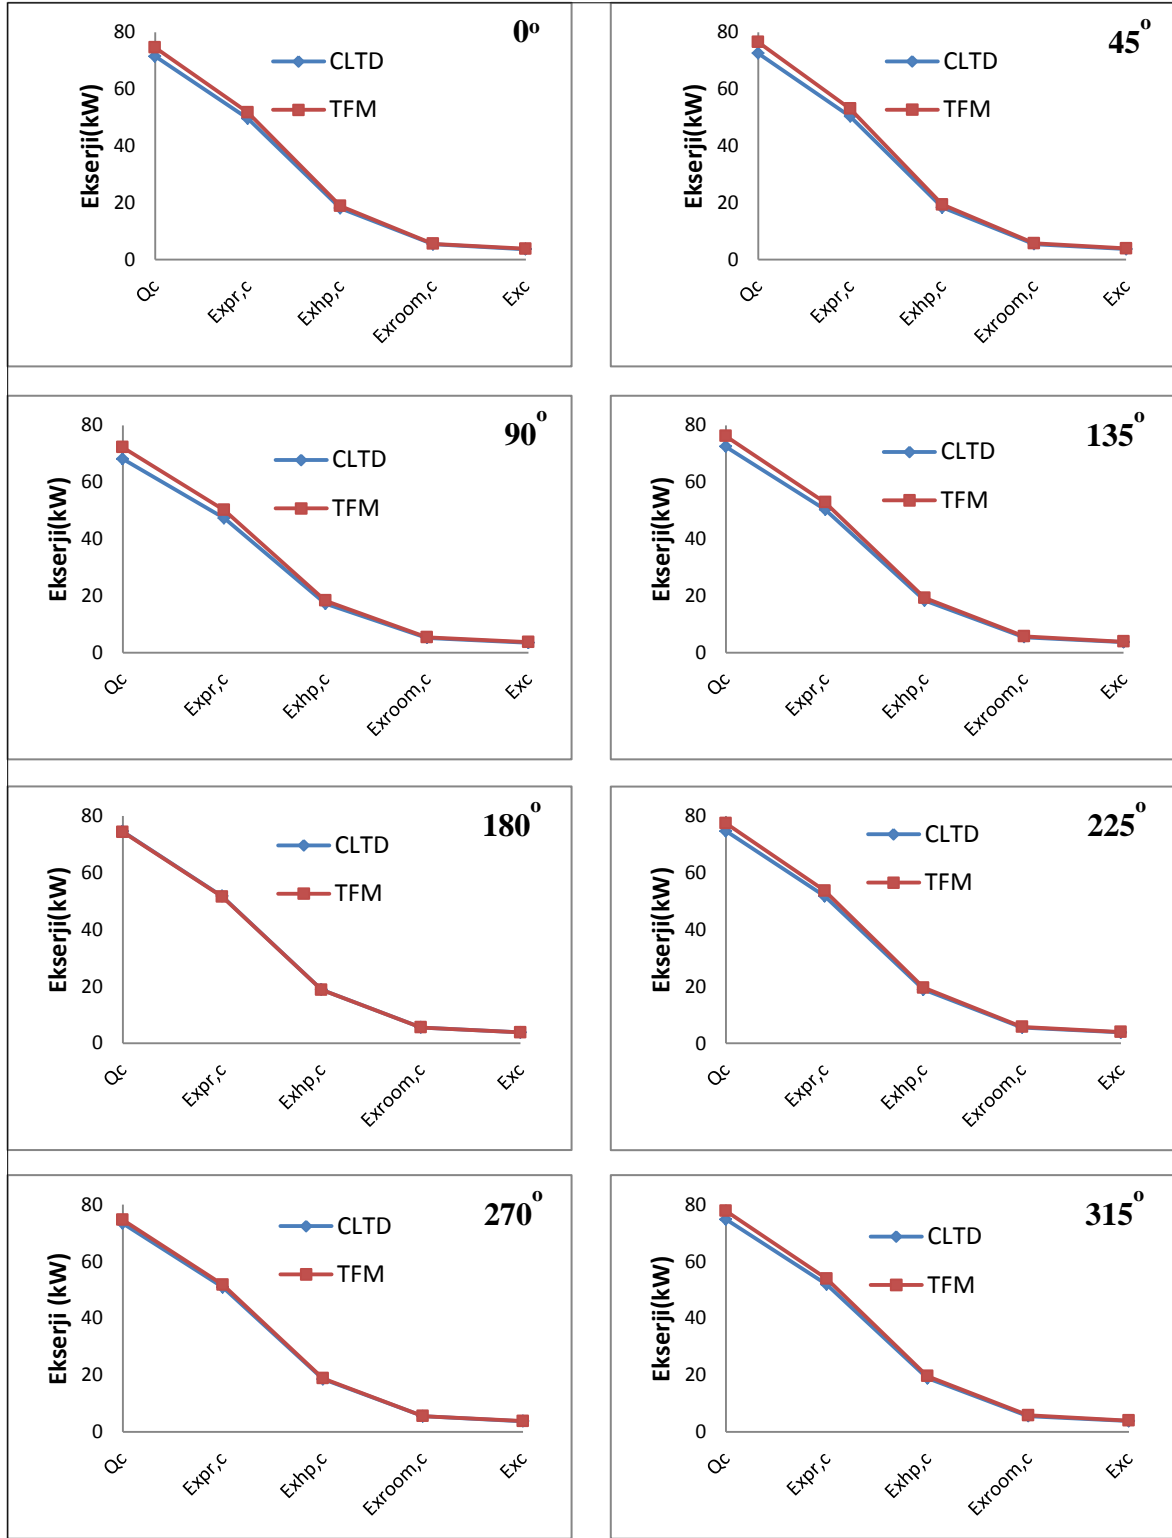 0º
80
60
40
20
0
Ekserji(kW)
CLTD
TFM
Qc
Expr,c
Exhp,c
Exroom,c
Exc
45º
80
60
40
20
0
Ekserji(kW)
CLTD
TFM
Qc
Expr,c
Exhp,c
Exroom,c
Exc
90º
80
60
40
20
0
Ekserji(kW)
CLTD
TFM
Qc
Expr,c
Exhp,c
Exroom,c
Exc
135º
80
60
40
20
0
Ekserji(kW)
CLTD
TFM
Qc
Expr,c
Exhp,c
Exroom,c
Exc
180º
80
60
40
20
0
Ekserji(kW)
CLTD
TFM
Qc
Expr,c
Exhp,c
Exroom,c
Exc
225º
80
60
40
20
0
Ekserji(kW)
CLTD
TFM
Qc
Expr,c
Exhp,c
Exroom,c
Exc
270º
80
60
40
20
0
Ekserji (kW)
CLTD
TFM
Qc
Expr,c
Exhp,c
Exroom,c
Exc
315º
80
60
40
20
0
Ekserji(kW)
CLTD
TFM
Qc
Expr,c
Exhp,c
Exroom,c
Exc